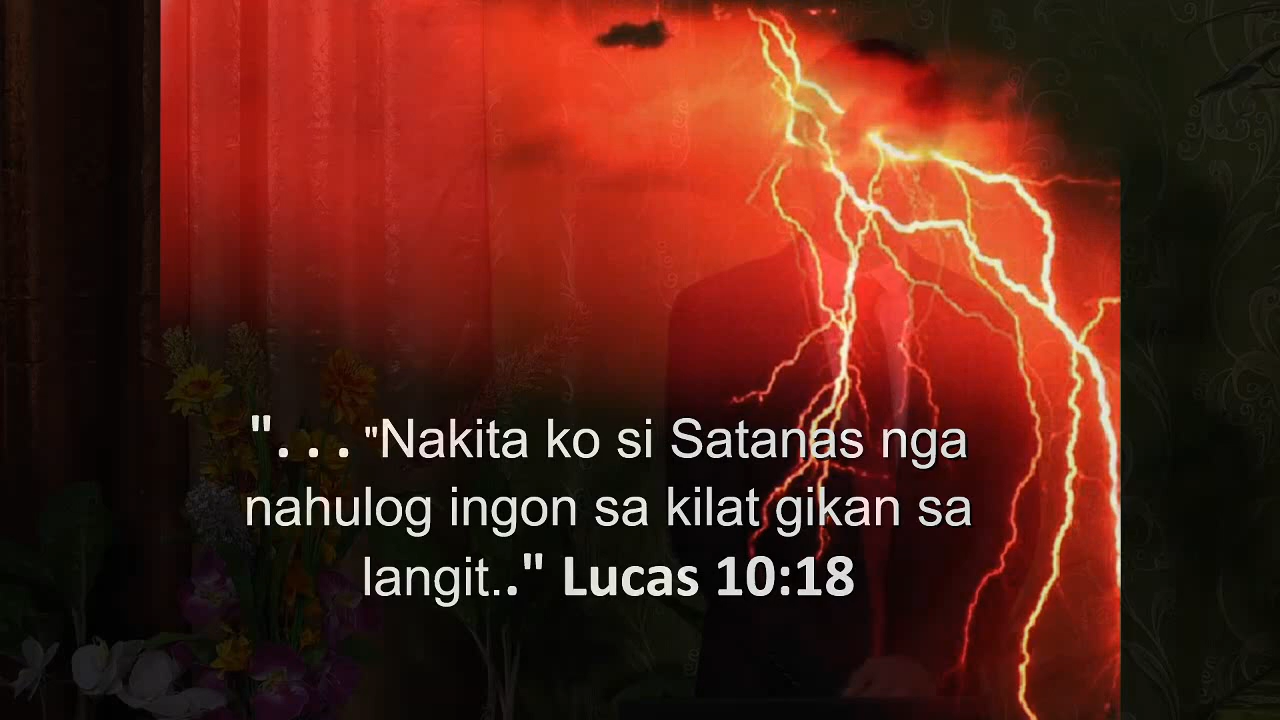 ". . . "Nakita ko si Satanas nga
nahulog ingon sa kilat gikan sa
langit.." Lucas 10:18